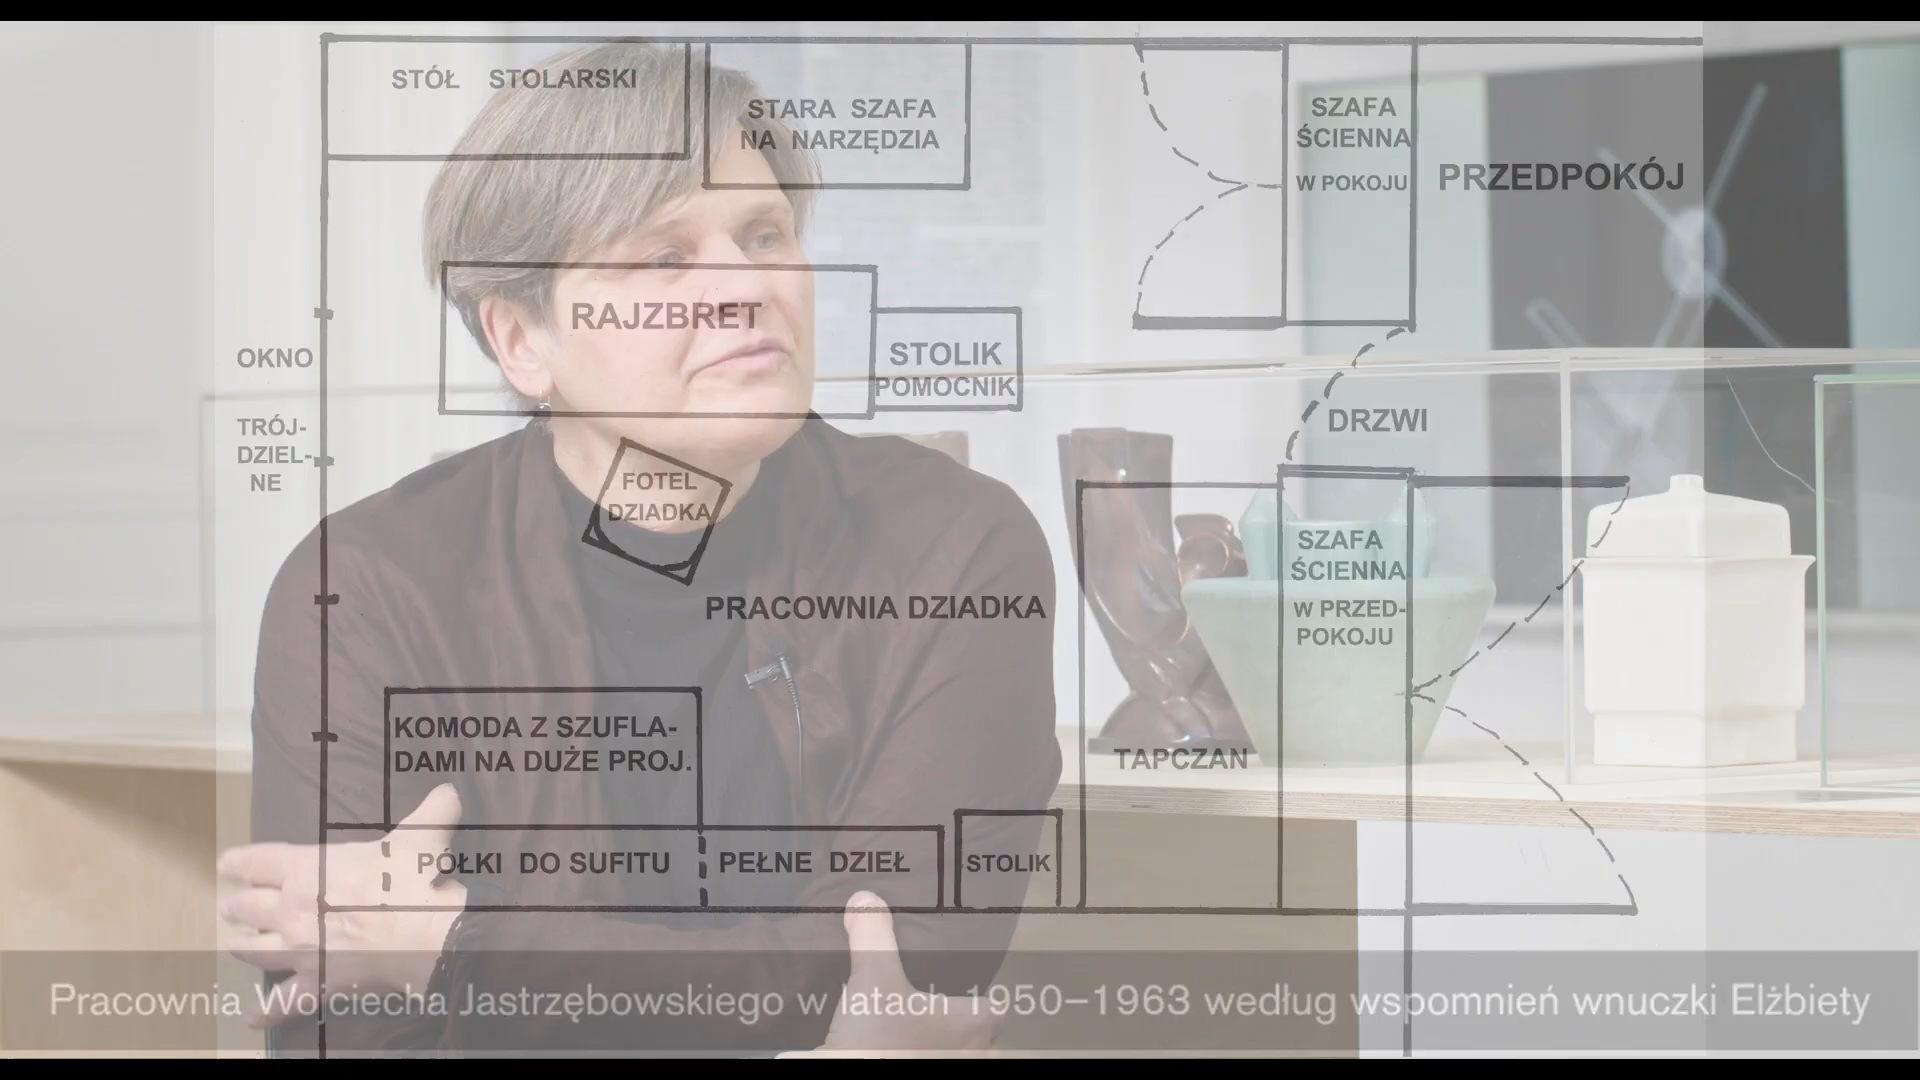 STÓŁ STOLARSKI
STARA SZAFA
NA NARZĘDZIA
SZAFA
ŚCIENNA
W POKOJU
PRZEDPOKÓJ
RAJZBRET
STOLIK
POMOCNIK
OKNO
TRÓJ-
DZIEL-
NE
DRZWI
FOTEL
DZIADKA
SZAFA
ŚCIENNA
W PRZED-
POKOJU
PRACOWNIA DZIADKA
KOMODA Z SZUFLA-
DAMI NA DUŻE PROJ.
TAPCZAN
PÓŁKI DO SUFITU
PEŁNE DZIEŁ
STOLIK
Pracownia Wojciecha Jastrzębowskiego w latach 1950–1963 według wspomnień wnuczki Elżbiety